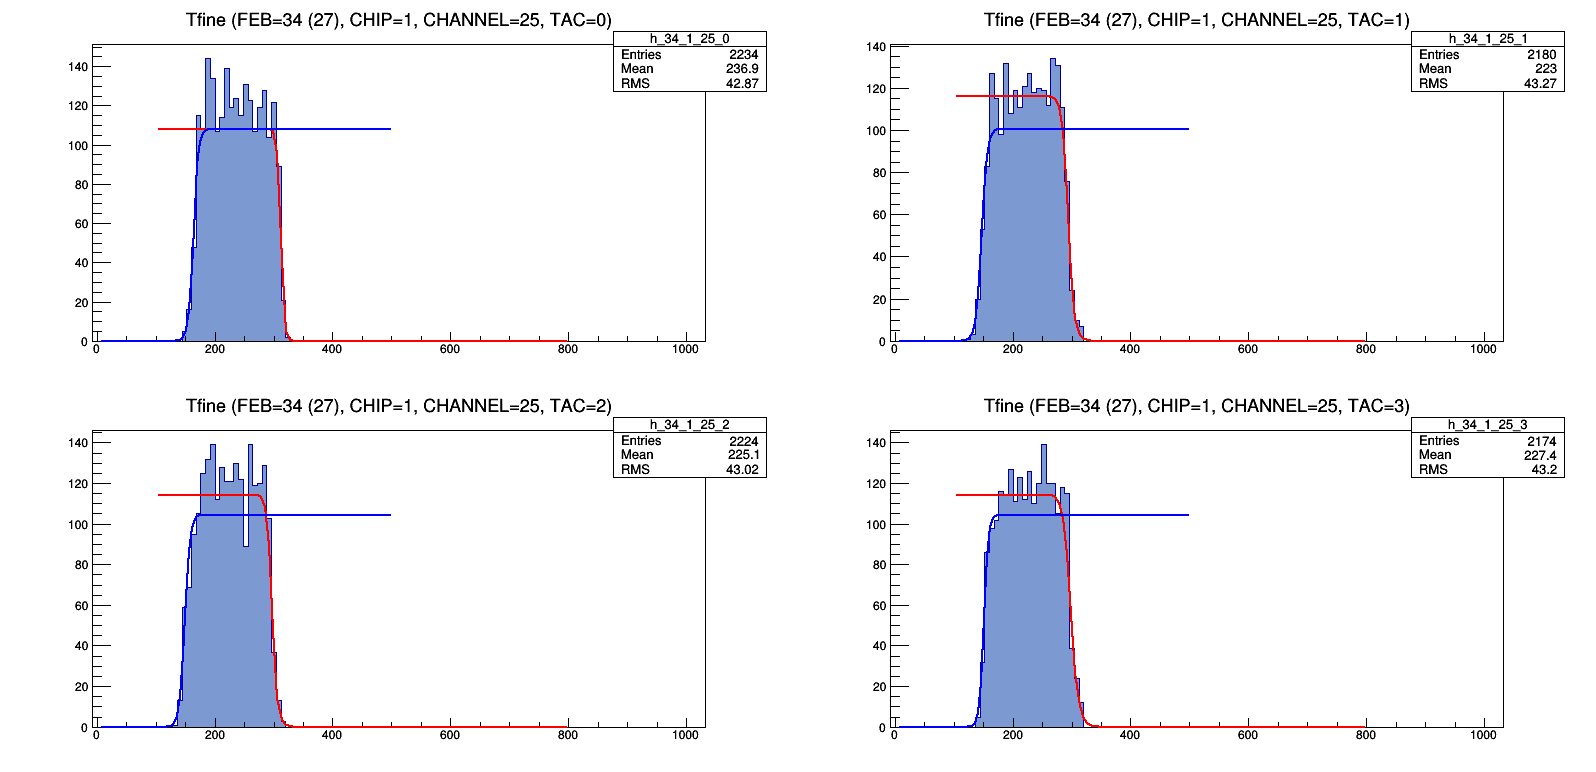 Tfine (FEB=34 (27), CHIP=1, CHANNEL=25, TAC=0)
h_34_1_25_0
Entries 2234
Mean 236.9
RMS 42.87
140
120
100
80
60
40
20
0
0 200 400 600 800 1000
Tfine (FEB=34 (27), CHIP=1, CHANNEL=25, TAC=1)
h_34_1_25_1
Entries 2180
Mean 223
RMS 43.27
140
120
100
80
60
40
20
0
0 200 400 600 800 1000
Tfine (FEB=34 (27), CHIP=1, CHANNEL=25, TAC=2)
h_34_1_25_2
Entries 2224
Mean 225.1
RMS 43.02
140
120
100
80
60
40
20
0
0 200 400 600 800 1000
Tfine (FEB=34 (27), CHIP=1, CHANNEL=25, TAC=3)
h_34_1_25_3
Entries 2174
Mean 227.4
RMS 43.2
140
120
100
80
60
40
20
0
0 200 400 600 800 1000